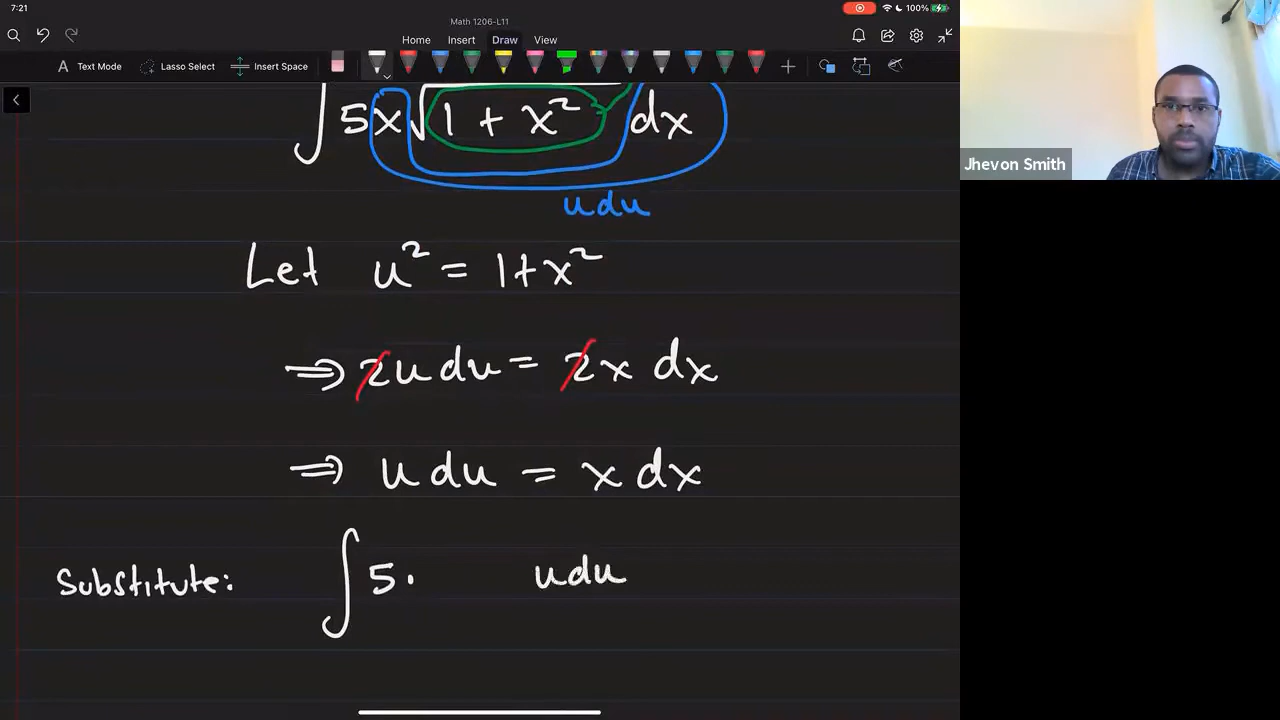 7:21
100%
Math 1206-L11
Home Insert Draw View
Text Mode Lasso Select Insert Space
∫ 5x√(1 + x²) dx
u du
Let u² = 1+x²
⇒ 2u du = 2x dx
⇒ u du = x dx
Substitute: ∫ 5 · u du
Jhevon Smith